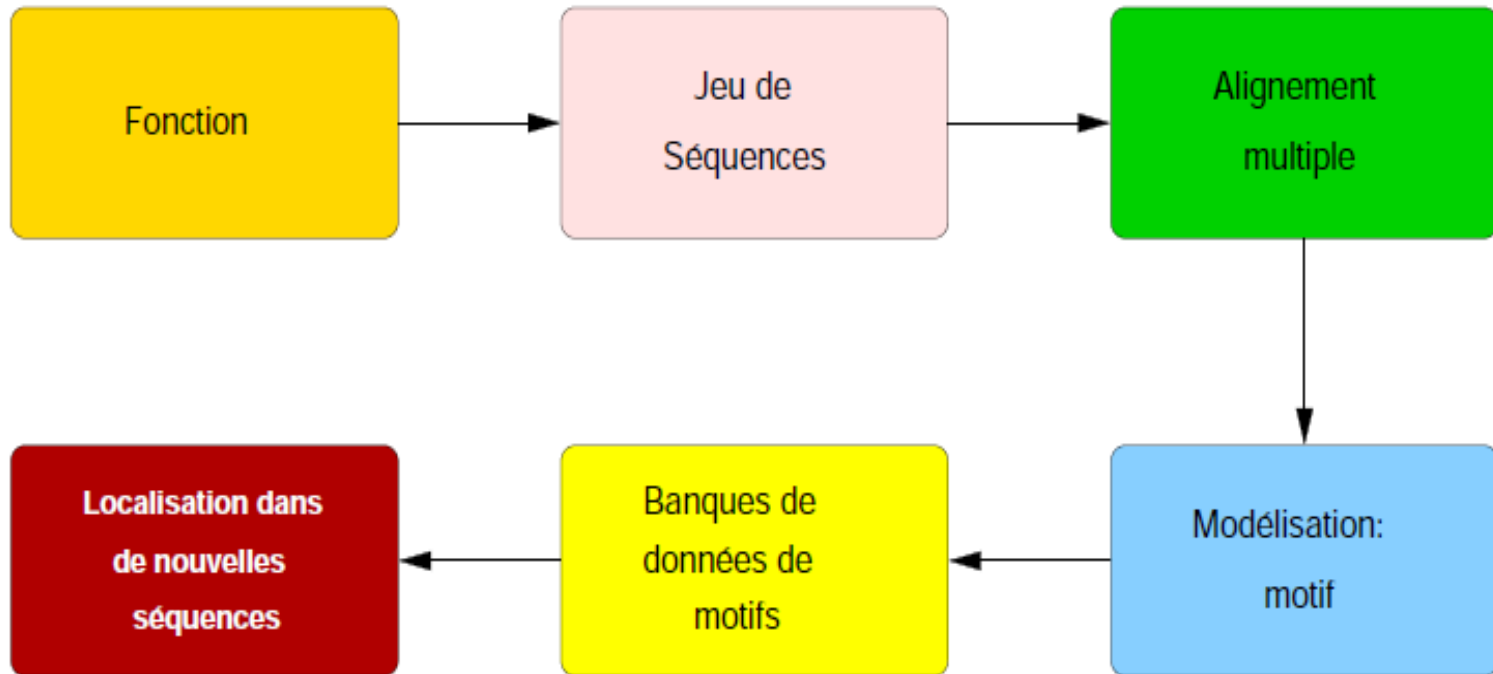 Fonction
Jeu de
Séquences
Alignement
multiple
Modélisation:
motif
Banques de
données de
motifs
Localisation dans
de nouvelles
séquences